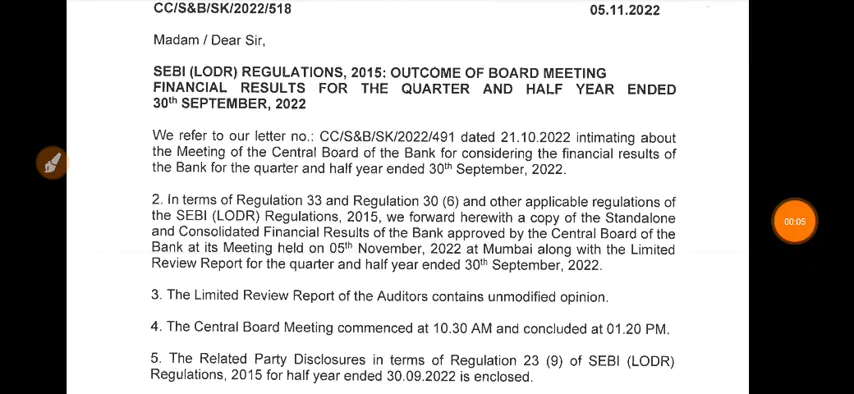 CC/S&B/SK/2022/518 05.11.2022
Madam / Dear Sir,
SEBI (LODR) REGULATIONS, 2015: OUTCOME OF BOARD MEETING
FINANCIAL RESULTS FOR THE QUARTER AND HALF YEAR ENDED
30th SEPTEMBER, 2022
We refer to our letter no.: CC/S&B/SK/2022/491 dated 21.10.2022 intimating about
the Meeting of the Central Board of the Bank for considering the financial results of
the Bank for the quarter and half year ended 30th September, 2022.
2. In terms of Regulation 33 and Regulation 30 (6) and other applicable regulations of
the SEBI (LODR) Regulations, 2015, we forward herewith a copy of the Standalone
and Consolidated Financial Results of the Bank approved by the Central Board of the
Bank at its Meeting held on 05th November, 2022 at Mumbai along with the Limited
Review Report for the quarter and half year ended 30th September, 2022.
3. The Limited Review Report of the Auditors contains unmodified opinion.
4. The Central Board Meeting commenced at 10.30 AM and concluded at 01.20 PM.
5. The Related Party Disclosures in terms of Regulation 23 (9) of SEBI (LODR)
Regulations, 2015 for half year ended 30.09.2022 is enclosed.
00:05